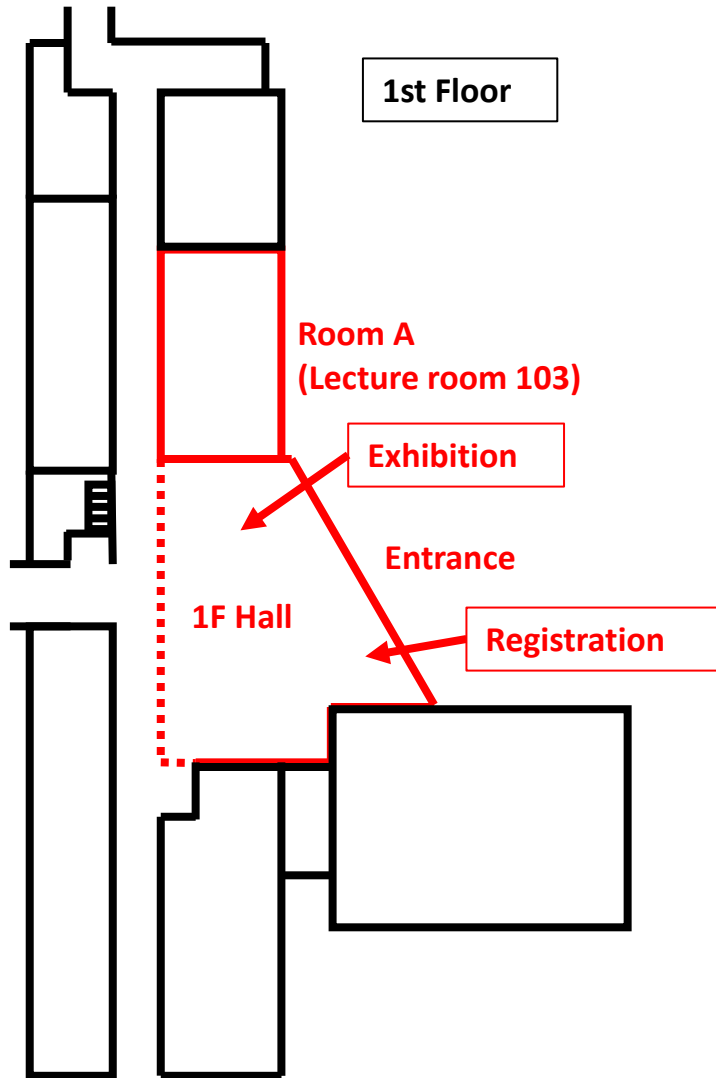 1st Floor
Room A
(Lecture room 103)
Exhibition
Entrance
1F Hall
Registration